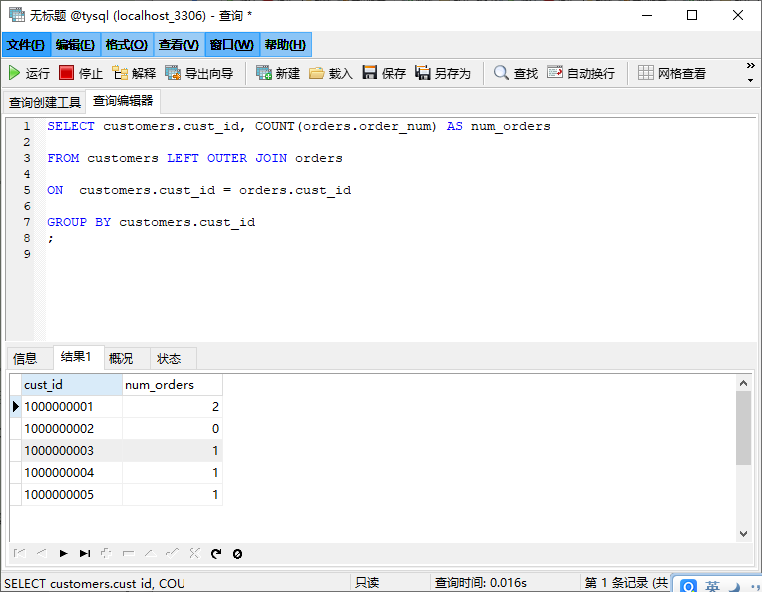 无标题 @tysql (localhost_3306) - 查询 *
文件(F) 编辑(E) 格式(O) 查看(V) 窗口(W) 帮助(H)
运行 停止 解释 导出向导 新建 载入 保存 另存为 查找 自动换行 网格查看
查询创建工具 查询编辑器
1 SELECT customers.cust_id, COUNT(orders.order_num) AS num_orders
2
3 FROM customers LEFT OUTER JOIN orders
4
5 ON  customers.cust_id = orders.cust_id
6
7 GROUP BY customers.cust_id
8 ;
9
信息 结果1 概况 状态
cust_id num_orders
1000000001 2
1000000002 0
1000000003 1
1000000004 1
1000000005 1
SELECT customers.cust_id, COU 只读 查询时间: 0.016s 第 1 条记录 (共 英